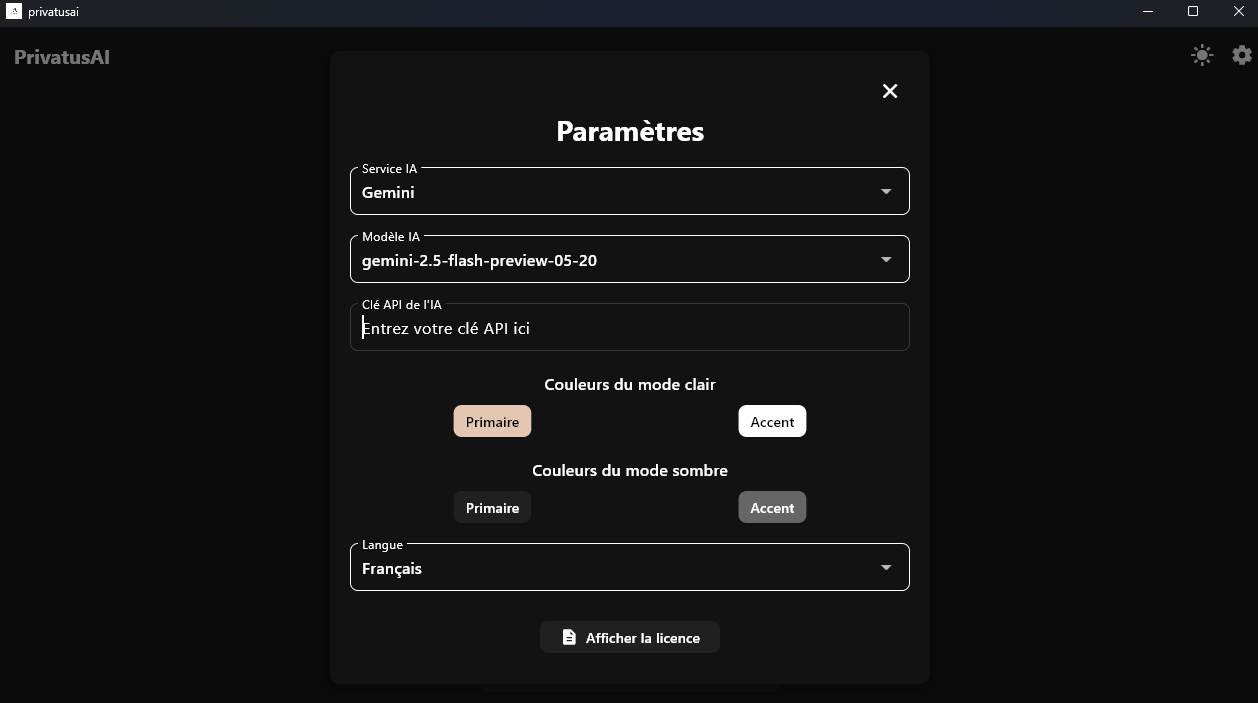 privatusai
PrivatusAI
Paramètres
Service IA
Gemini
Modèle IA
gemini-2.5-flash-preview-05-20
Clé API de l'IA
Entrez votre clé API ici
Couleurs du mode clair
Primaire Accent
Couleurs du mode sombre
Primaire Accent
Langue
Français
Afficher la licence